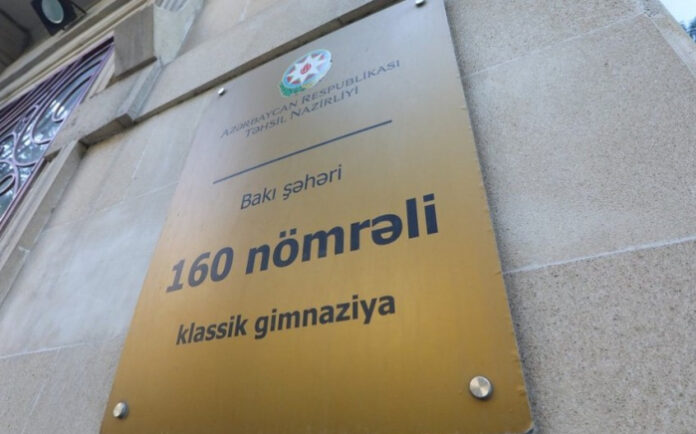 AZƏRBAYCAN RESPUBLİKASI
TƏHSİL NAZİRLİYİ
Bakı şəhəri
160 nömrəli
klassik gimnaziya